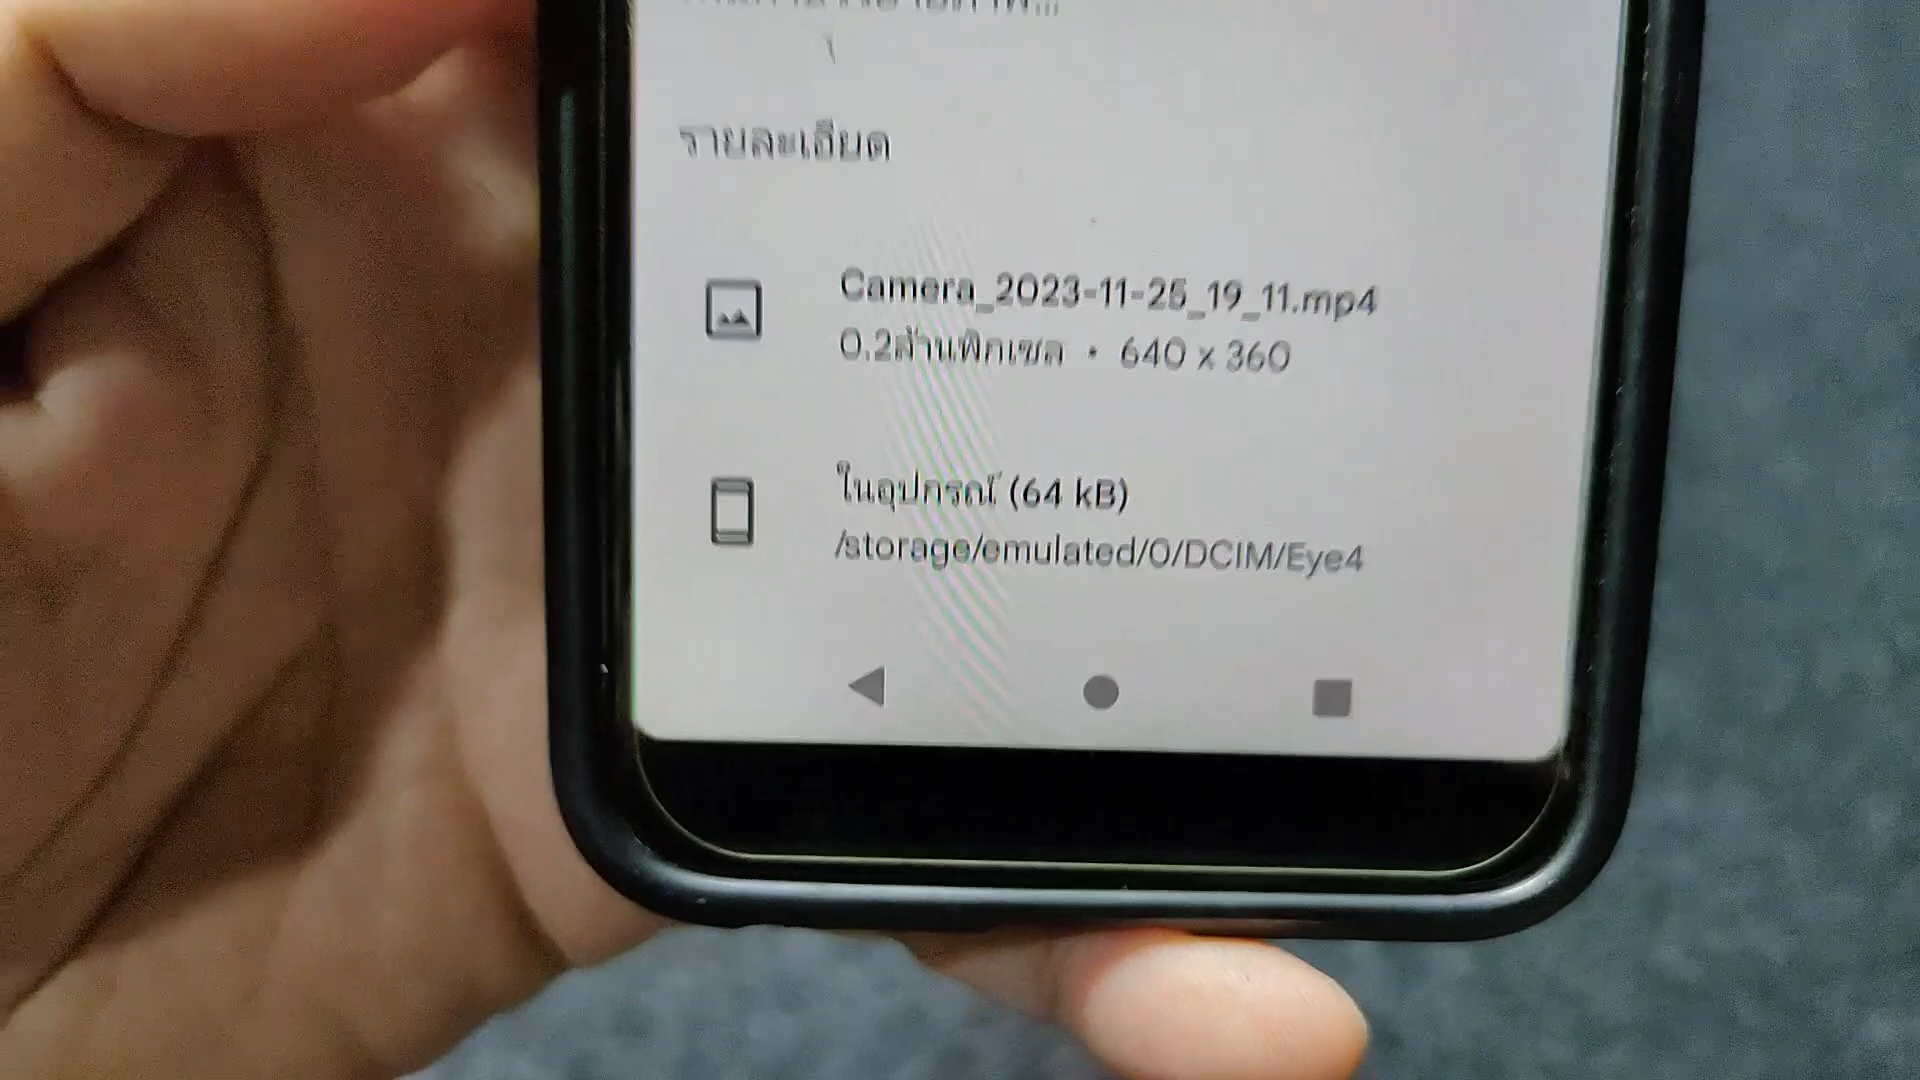 รายละเอียด
Camera_2023-11-25_19_11.mp4
0.2ล้านพิกเซล • 640 x 360
ในอุปกรณ์ (64 kB)
/storage/emulated/0/DCIM/Eye4